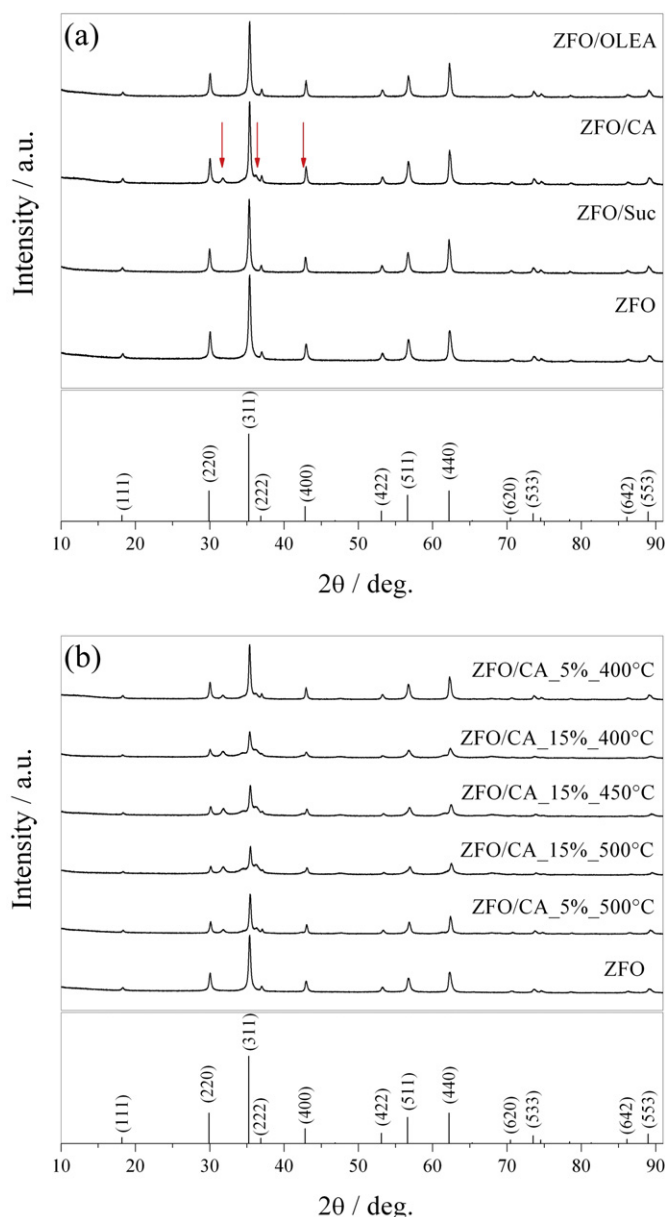 (a)
ZFO/OLEA
ZFO/CA
ZFO/Suc
ZFO
Intensity / a.u.
(111)
(220)
(311)
(222)
(400)
(422)
(511)
(440)
(620)
(533)
(642)
(553)
10 20 30 40 50 60 70 80 90
2θ / deg.
(b)
ZFO/CA_5%_400°C
ZFO/CA_15%_400°C
ZFO/CA_15%_450°C
ZFO/CA_15%_500°C
ZFO/CA_5%_500°C
ZFO
Intensity / a.u.
(111)
(220)
(311)
(222)
(400)
(422)
(511)
(440)
(620)
(533)
(642)
(553)
10 20 30 40 50 60 70 80 90
2θ / deg.